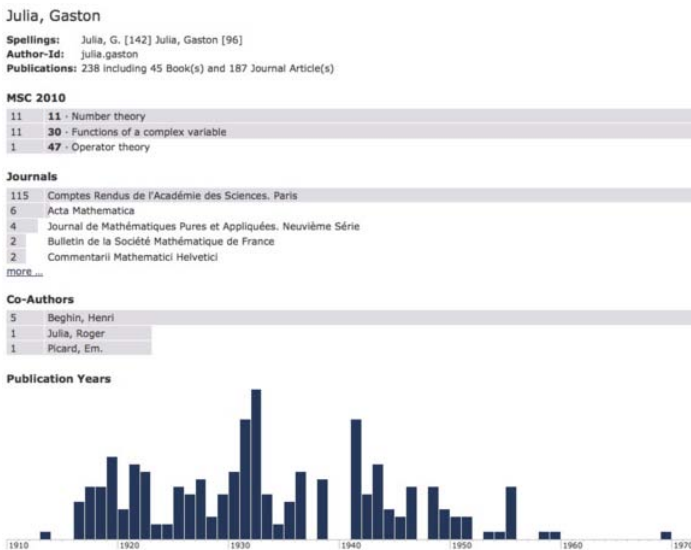 Julia, Gaston
Spellings: Julia, G. [142] Julia, Gaston [96]
Author-Id: julia.gaston
Publications: 238 including 45 Book(s) and 187 Journal Article(s)
MSC 2010
11 11 · Number theory
11 30 · Functions of a complex variable
1 47 · Operator theory
Journals
115 Comptes Rendus de l'Académie des Sciences. Paris
6 Acta Mathematica
4 Journal de Mathématiques Pures et Appliquées. Neuvième Série
2 Bulletin de la Société Mathématique de France
2 Commentarii Mathematici Helvetici
more ...
Co-Authors
5 Beghin, Henri
1 Julia, Roger
1 Picard, Em.
Publication Years
1910 1920 1930 1940 1950 1960 1970